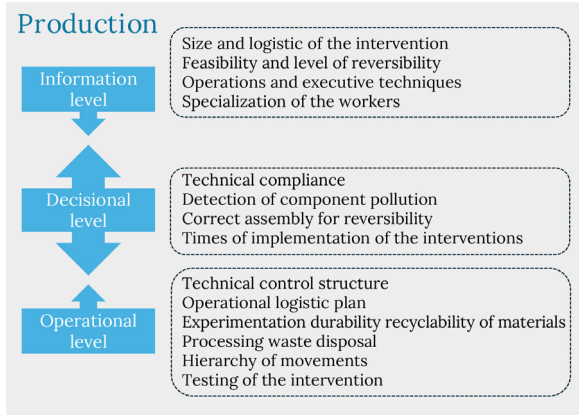 Production
Information
level
Size and logistic of the intervention
Feasibility and level of reversibility
Operations and executive techniques
Specialization of the workers
Decisional
level
Technical compliance
Detection of component pollution
Correct assembly for reversibility
Times of implementation of the interventions
Operational
level
Technical control structure
Operational logistic plan
Experimentation durability recyclability of materials
Processing waste disposal
Hierarchy of movements
Testing of the intervention